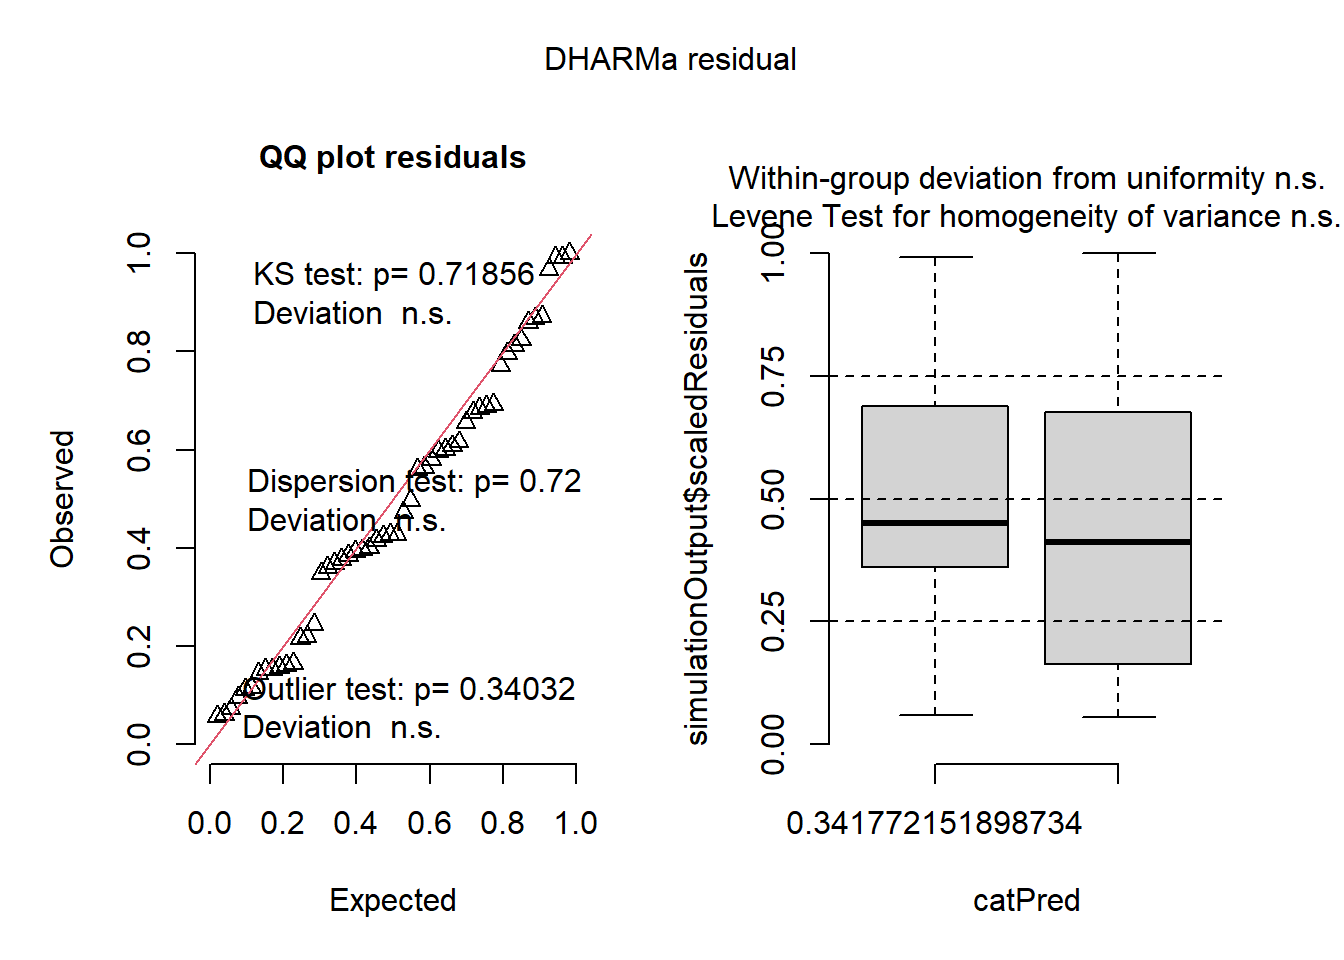 DHARMa residual
QQ plot residuals
KS test: p= 0.71856
Deviation  n.s.
Dispersion test: p= 0.72
Deviation  n.s.
Outlier test: p= 0.34032
Deviation  n.s.
Observed
0.0 0.2 0.4 0.6 0.8 1.0
0.0 0.2 0.4 0.6 0.8 1.0
Expected
Within-group deviation from uniformity n.s.
Levene Test for homogeneity of variance n.s.
simulationOutput$scaledResiduals
0.00 0.25 0.50 0.75 1.00
0.341772151898734
catPred